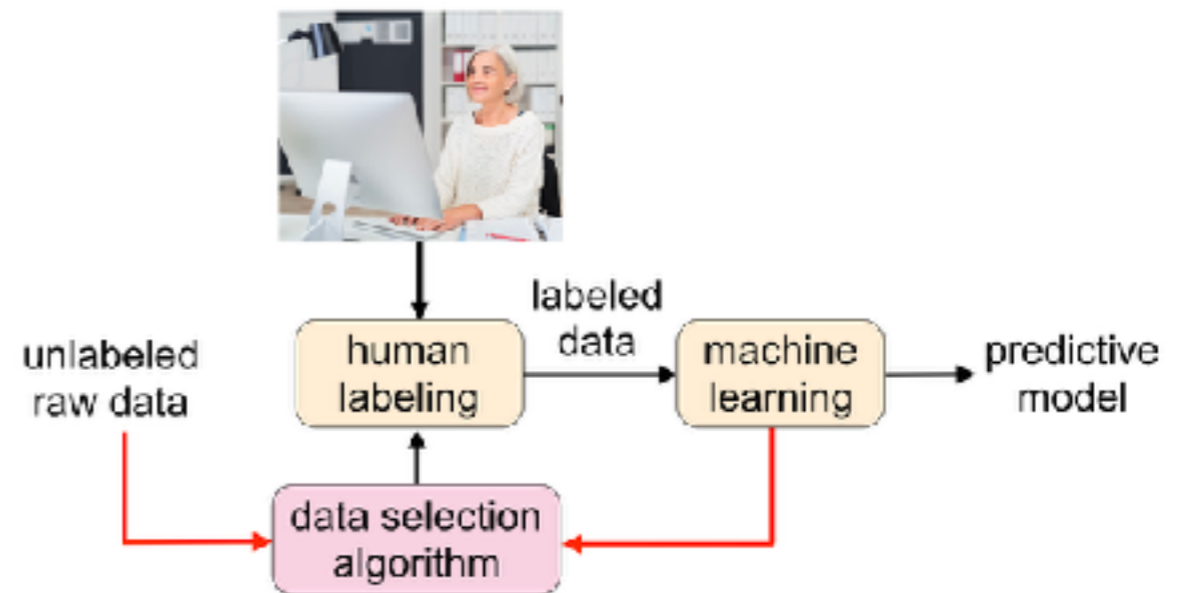 unlabeled
raw data
human
labeling
labeled
data
machine
learning
predictive
model
data selection
algorithm